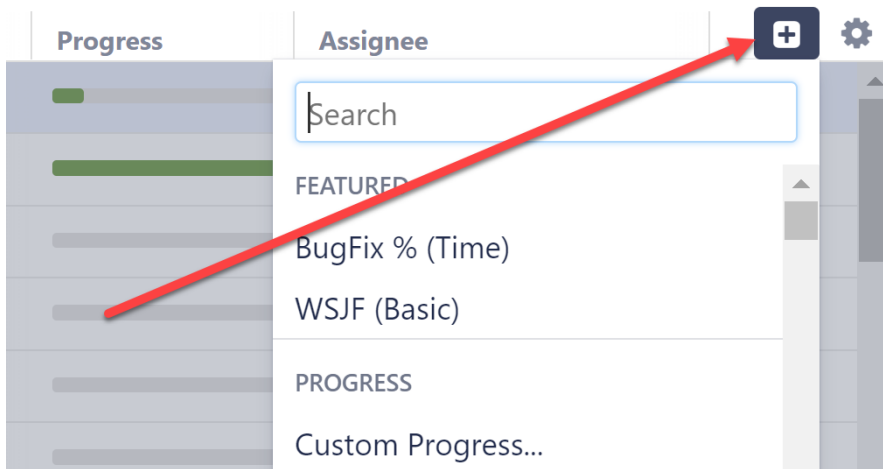 Progress
Assignee
Search
FEATURED
BugFix % (Time)
WSJF (Basic)
PROGRESS
Custom Progress...